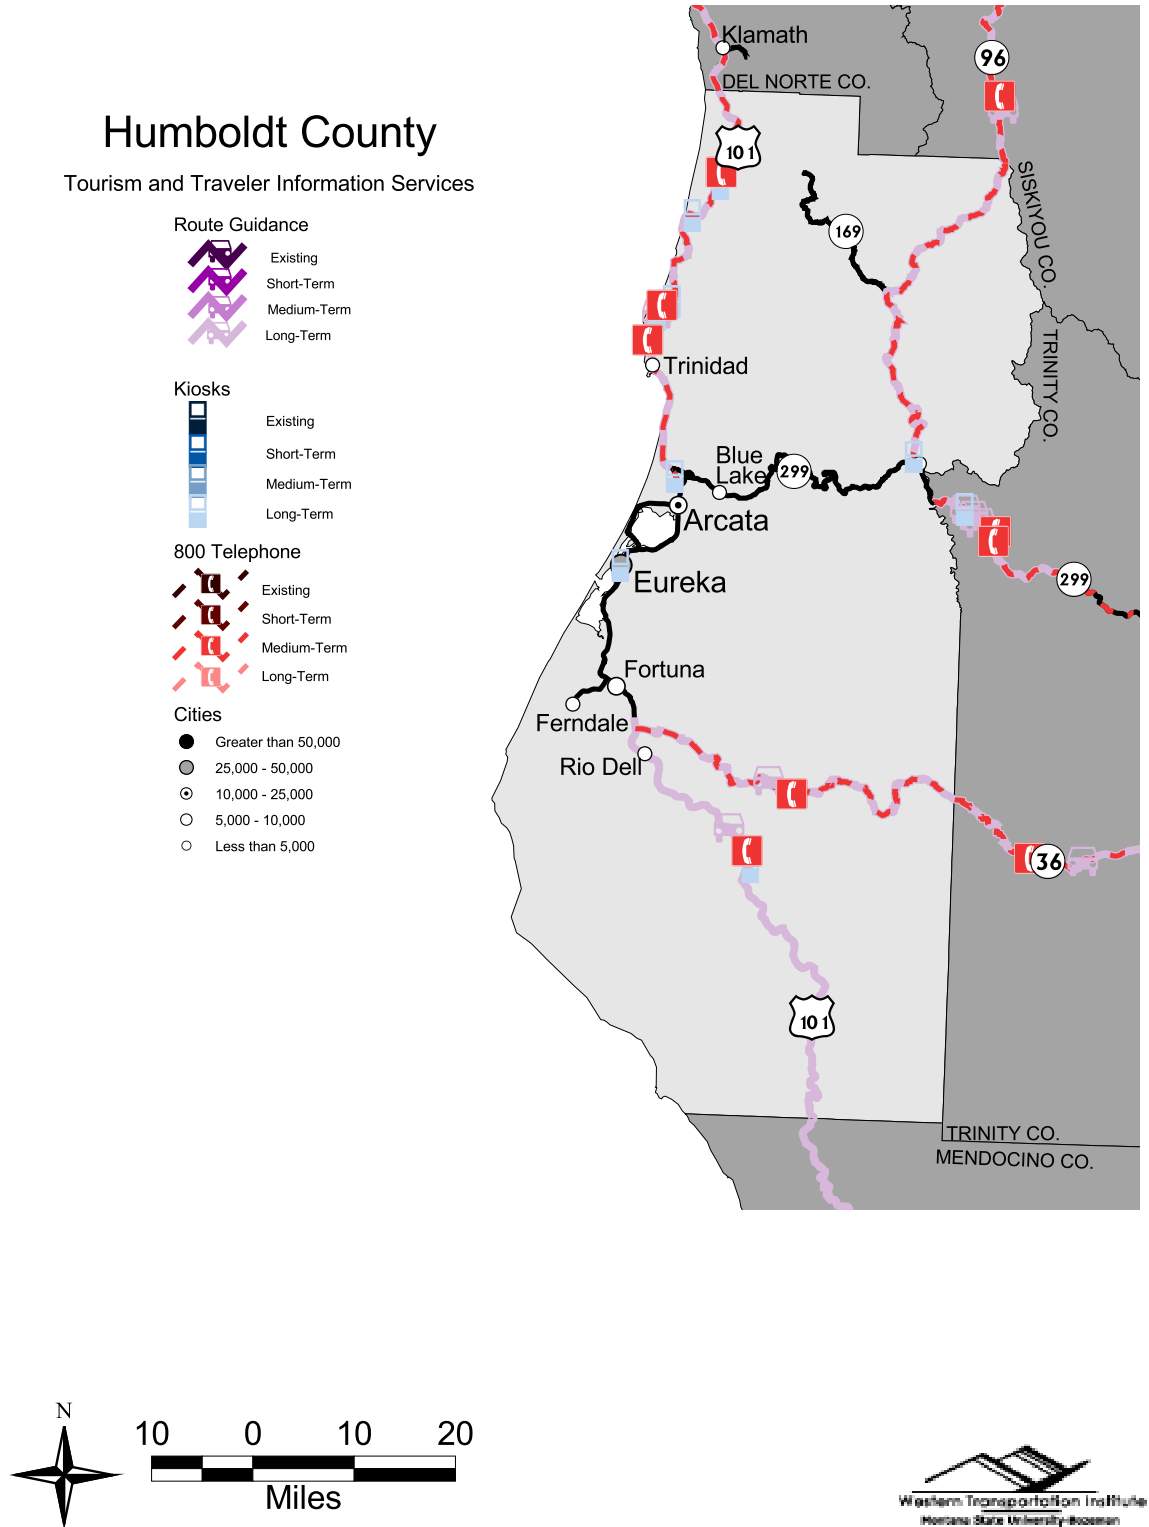 Humboldt County
Tourism and Traveler Information Services
Route Guidance
Existing
Short-Term
Medium-Term
Long-Term
Kiosks
Existing
Short-Term
Medium-Term
Long-Term
800 Telephone
Existing
Short-Term
Medium-Term
Long-Term
Cities
Greater than 50,000
25,000 - 50,000
10,000 - 25,000
5,000 - 10,000
Less than 5,000
Klamath
96
DEL NORTE CO.
101
SISKIYOU CO.
169
TRINITY CO.
Trinidad
Blue
Lake
299
Arcata
Eureka
299
Fortuna
Ferndale
Rio Dell
36
101
TRINITY CO.
MENDOCINO CO.
N
10 0 10 20
Miles
Western Transportation Institute
Montana State University-Bozeman